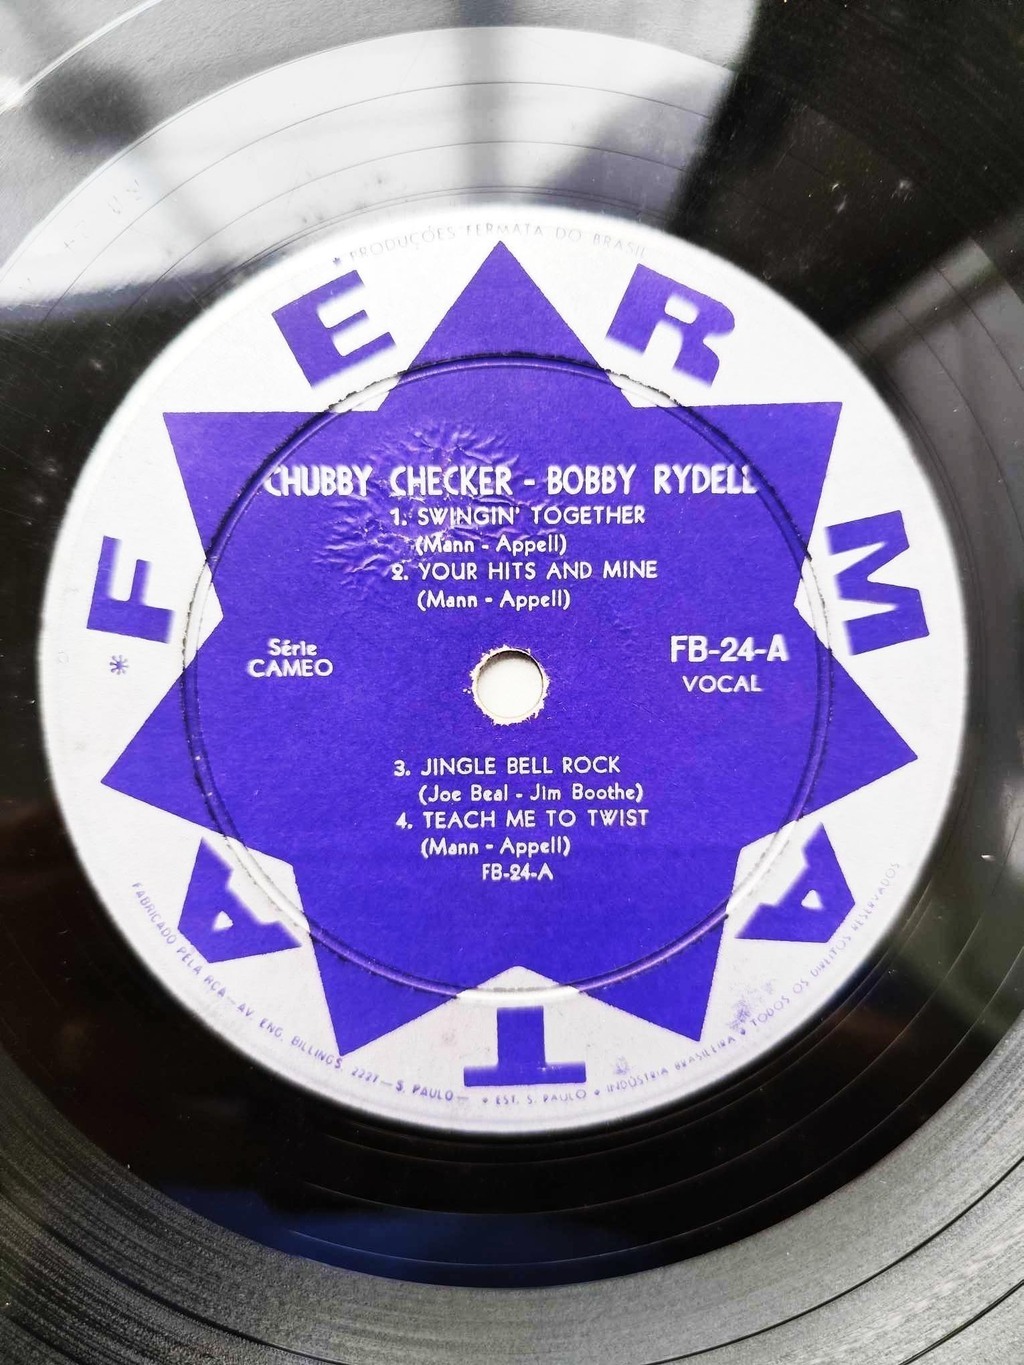 * PRODUÇÕES FERMATA DO BRASIL
FERMATA
CHUBBY CHECKER - BOBBY RYDELL
1. SWINGIN' TOGETHER
(Mann - Appell)
2. YOUR HITS AND MINE
(Mann - Appell)
Série
CAMEO
FB-24-A
VOCAL
3. JINGLE BELL ROCK
(Joe Beal - Jim Boothe)
4. TEACH ME TO TWIST
(Mann - Appell)
FB-24-A
FABRICADO PELA RCA — AV. ENG. BILLINGS, 2227 — S. PAULO — * EST. S. PAULO * INDÚSTRIA BRASILEIRA * TODOS OS DIREITOS RESERVADOS